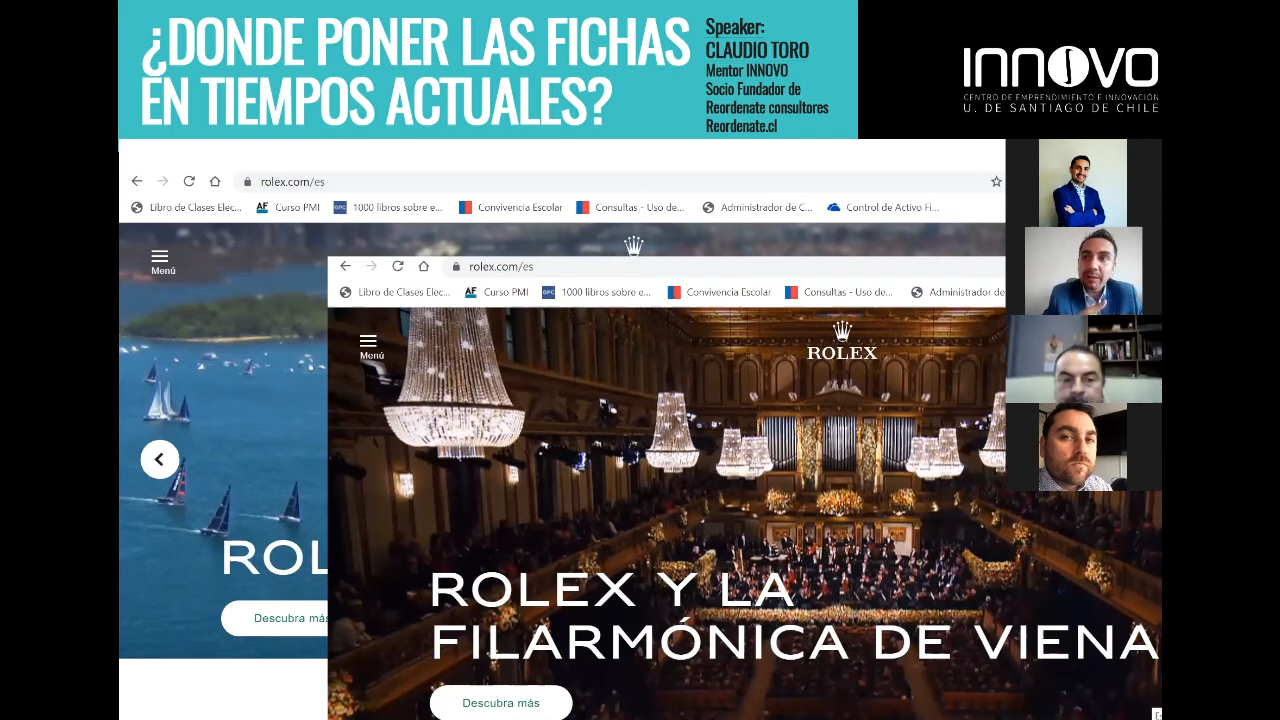 ¿DONDE PONER LAS FICHAS
EN TIEMPOS ACTUALES?
Speaker:
CLAUDIO TORO
Mentor INNOVO
Socio Fundador de
Reordenate consultores
Reordenate.cl
INNOVO
CENTRO DE EMPRENDIMIENTO E INNOVACIÓN
U. DE SANTIAGO DE CHILE
rolex.com/es
Libro de Clases Elec... AF Curso PMI GPC 1000 libros sobre e... Convivencia Escolar Consultas - Uso de... Administrador de C... Control de Activo Fi...
Menú
ROL
Descubra más
rolex.com/es
Libro de Clases Elec... AF Curso PMI GPC 1000 libros sobre e... Convivencia Escolar Consultas - Uso de... Administrador de
Menú
ROLEX
ROLEX Y LA
FILARMÓNICA DE VIENA
Descubra más